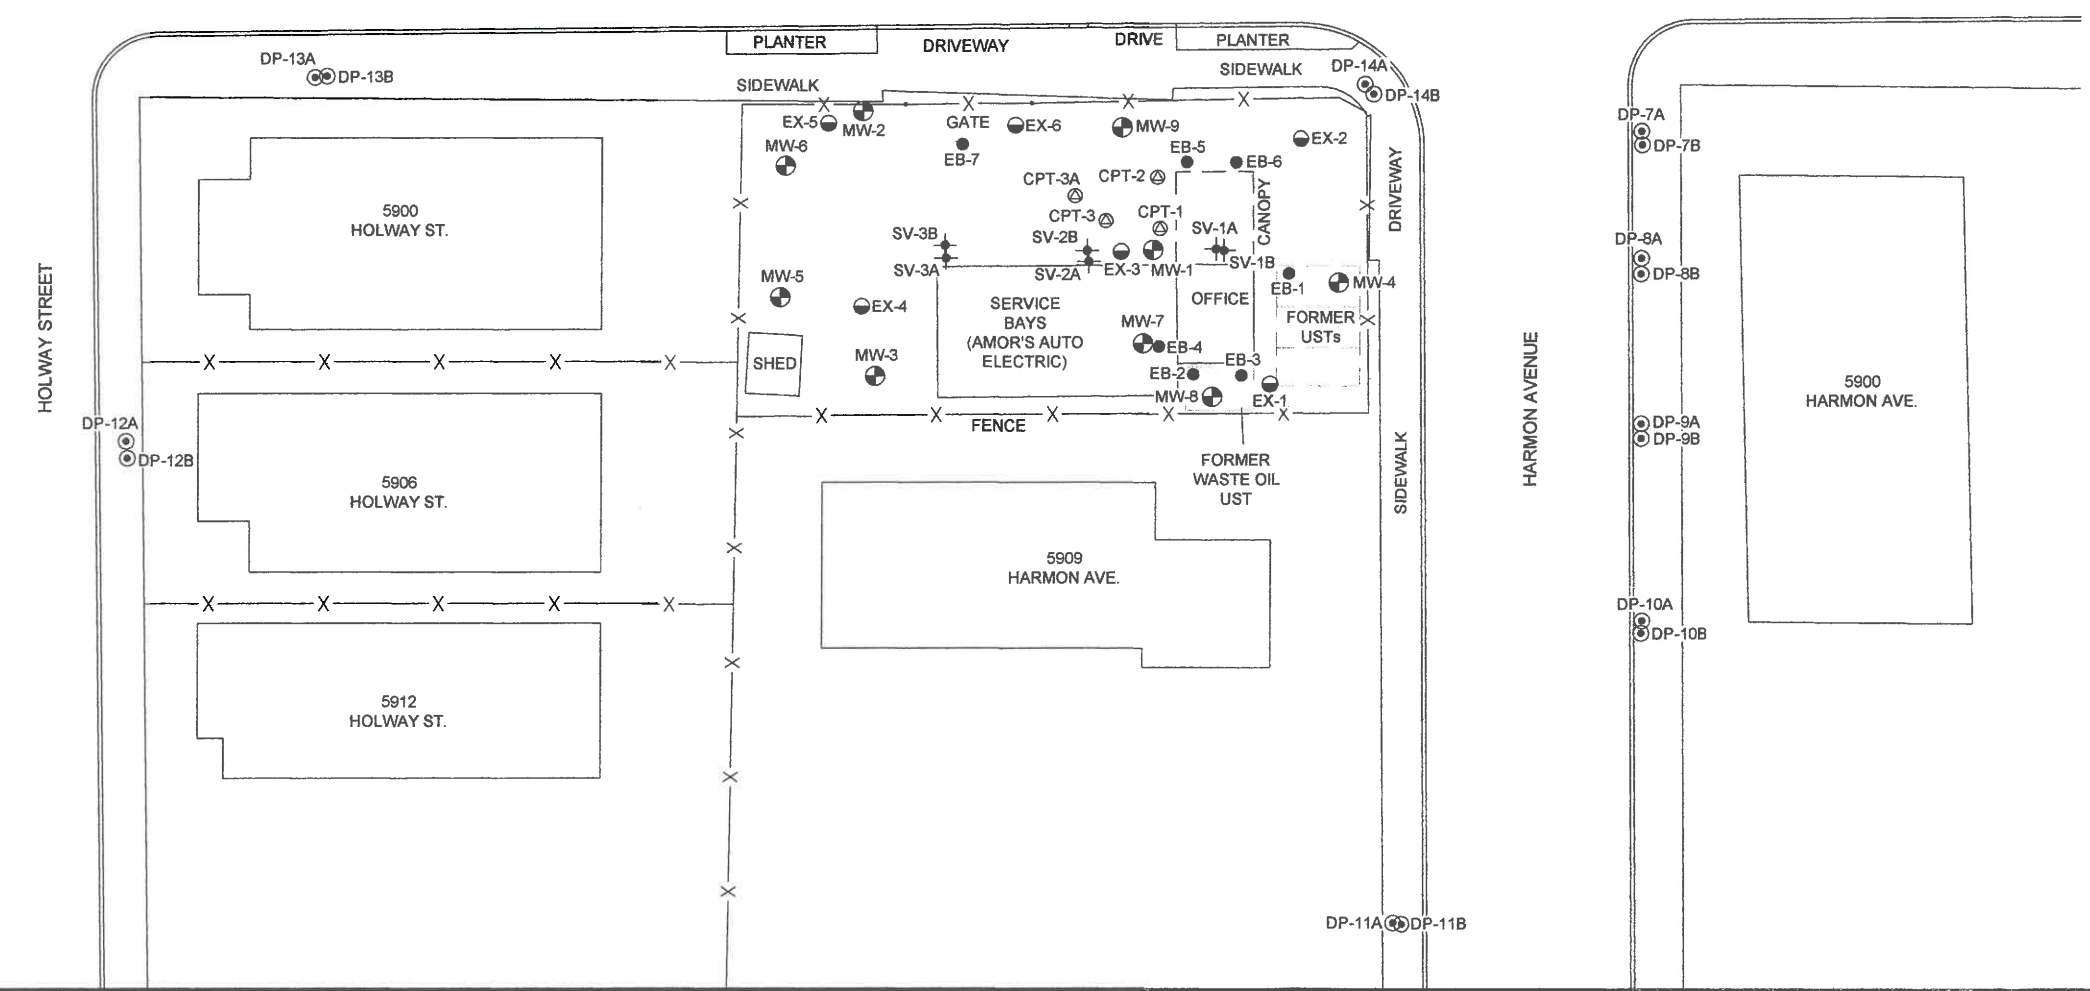 PLANTER
DRIVEWAY
DRIVE
PLANTER
DP-13A
DP-13B
SIDEWALK
SIDEWALK
DP-14A
DP-14B
EX-5
MW-2
GATE
EX-6
MW-9
EX-2
DP-7A
DP-7B
MW-6
EB-7
EB-5
EB-6
CPT-3A
CPT-2
CANOPY
DRIVEWAY
5900
HOLWAY ST.
CPT-3
CPT-1
SV-3B
SV-2B
SV-1A
SV-3A
SV-2A
EX-3
MW-1
SV-1B
DP-8A
DP-8B
HOLWAY STREET
MW-5
EX-4
SERVICE
BAYS
(AMOR'S AUTO
ELECTRIC)
OFFICE
EB-1
MW-4
FORMER
USTs
MW-7
EB-4
EB-3
SHED
MW-3
EB-2
MW-8
EX-1
HARMON AVENUE
5900
HARMON AVE.
FENCE
DP-12A
DP-12B
DP-9A
DP-9B
FORMER
WASTE OIL
UST
SIDEWALK
5906
HOLWAY ST.
5909
HARMON AVE.
DP-10A
DP-10B
5912
HOLWAY ST.
DP-11A
DP-11B